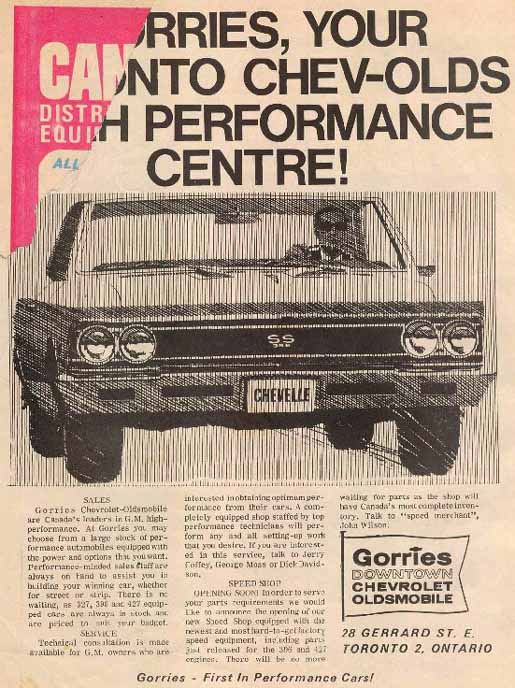 CAN
DISTR
EQUI
ALL
ORRIES, YOUR
ONTO CHEV-OLDS
H PERFORMANCE
CENTRE!
SS
396
CHEVELLE
SALES
Gorries Chevrolet-Oldsmobile
are Canada's leaders in G.M. high-
performance. At Gorries you may
choose from a large stock of per-
formance automobiles equipped with
the power and options that you want.
Performance-minded sales staff are
always on hand to assist you in
building your winning car, whether
for street or strip. There is no
waiting, as 327, 396 and 427 equip-
ped cars are always in stock and
are priced to suit your budget.
SERVICE
Technical consultation is made
available for G.M. owners who are
interested in obtaining optimum per-
formance from their cars. A com-
pletely equipped shop staffed by top
performance technicians will per-
form any and all setting-up work
that you desire. If you are interest-
ed in this service, talk to Jerry
Coffey, George Moss or Dick David-
son.
SPEED SHOP
OPENING SOON! In order to serve
your parts requirements we would
like to announce the opening of our
new Speed Shop equipped with the
newest and most hard-to-get factory
speed equipment, including parts
just released for the 396 and 427
engines. There will be no more
waiting for parts as the shop will
have Canada's most complete inven-
tory. Talk to "speed merchant",
John Wilson.
Gorries
DOWNTOWN
CHEVROLET
OLDSMOBILE
28 GERRARD ST. E.
TORONTO 2, ONTARIO
Gorries - First In Performance Cars!